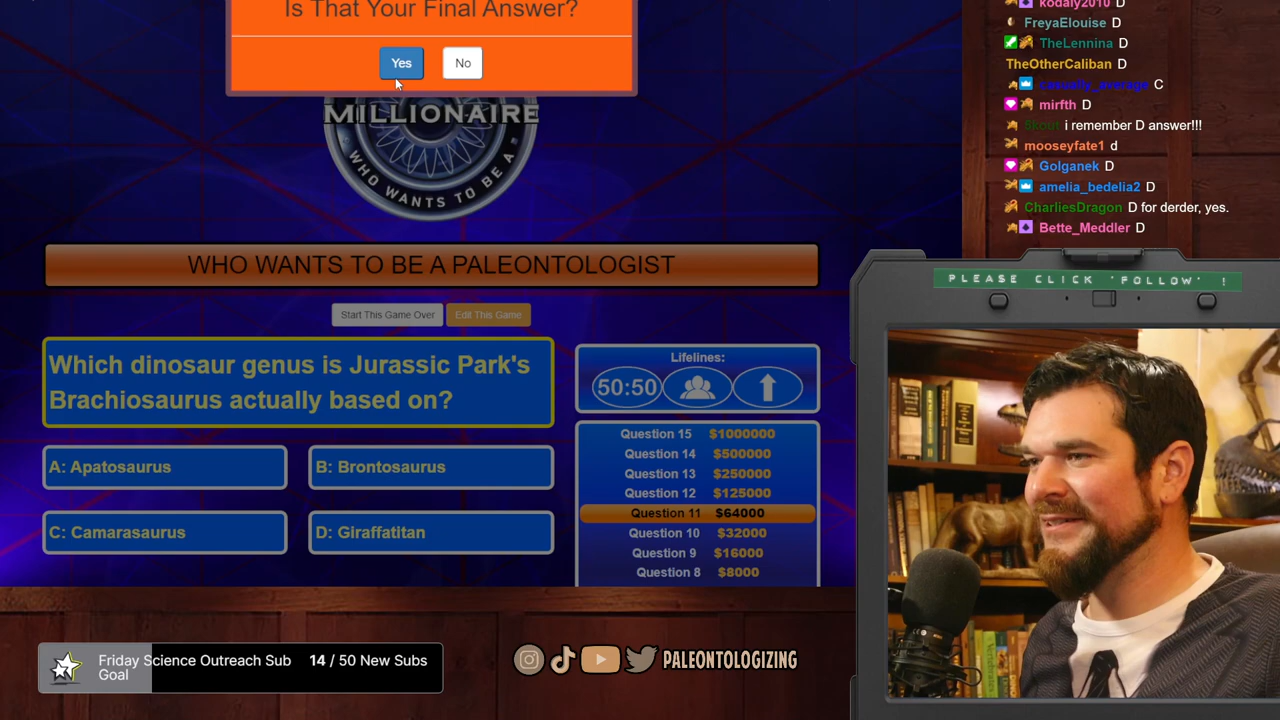 Is That Your Final Answer?
Yes
No
MILLIONAIRE
WHO WANTS TO BE A
WHO WANTS TO BE A PALEONTOLOGIST
Start This Game Over
Edit This Game
Which dinosaur genus is Jurassic Park's
Brachiosaurus actually based on?
A: Apatosaurus
B: Brontosaurus
C: Camarasaurus
D: Giraffatitan
Lifelines:
50:50
Question 15 $1000000
Question 14 $500000
Question 13 $250000
Question 12 $125000
Question 11 $64000
Question 10 $32000
Question 9 $16000
Question 8 $8000
kodaly2010 D
FreyaElouise D
TheLennina D
TheOtherCaliban D
casually_average C
mirfth D
8kout i remember D answer!!!
mooseyfate1 d
Golganek D
amelia_bedelia2 D
CharliesDragon D for derder, yes.
Bette_Meddler D
PLEASE CLICK 'FOLLOW' !
Friday Science Outreach Sub
Goal
14 / 50 New Subs
PALEONTOLOGIZING